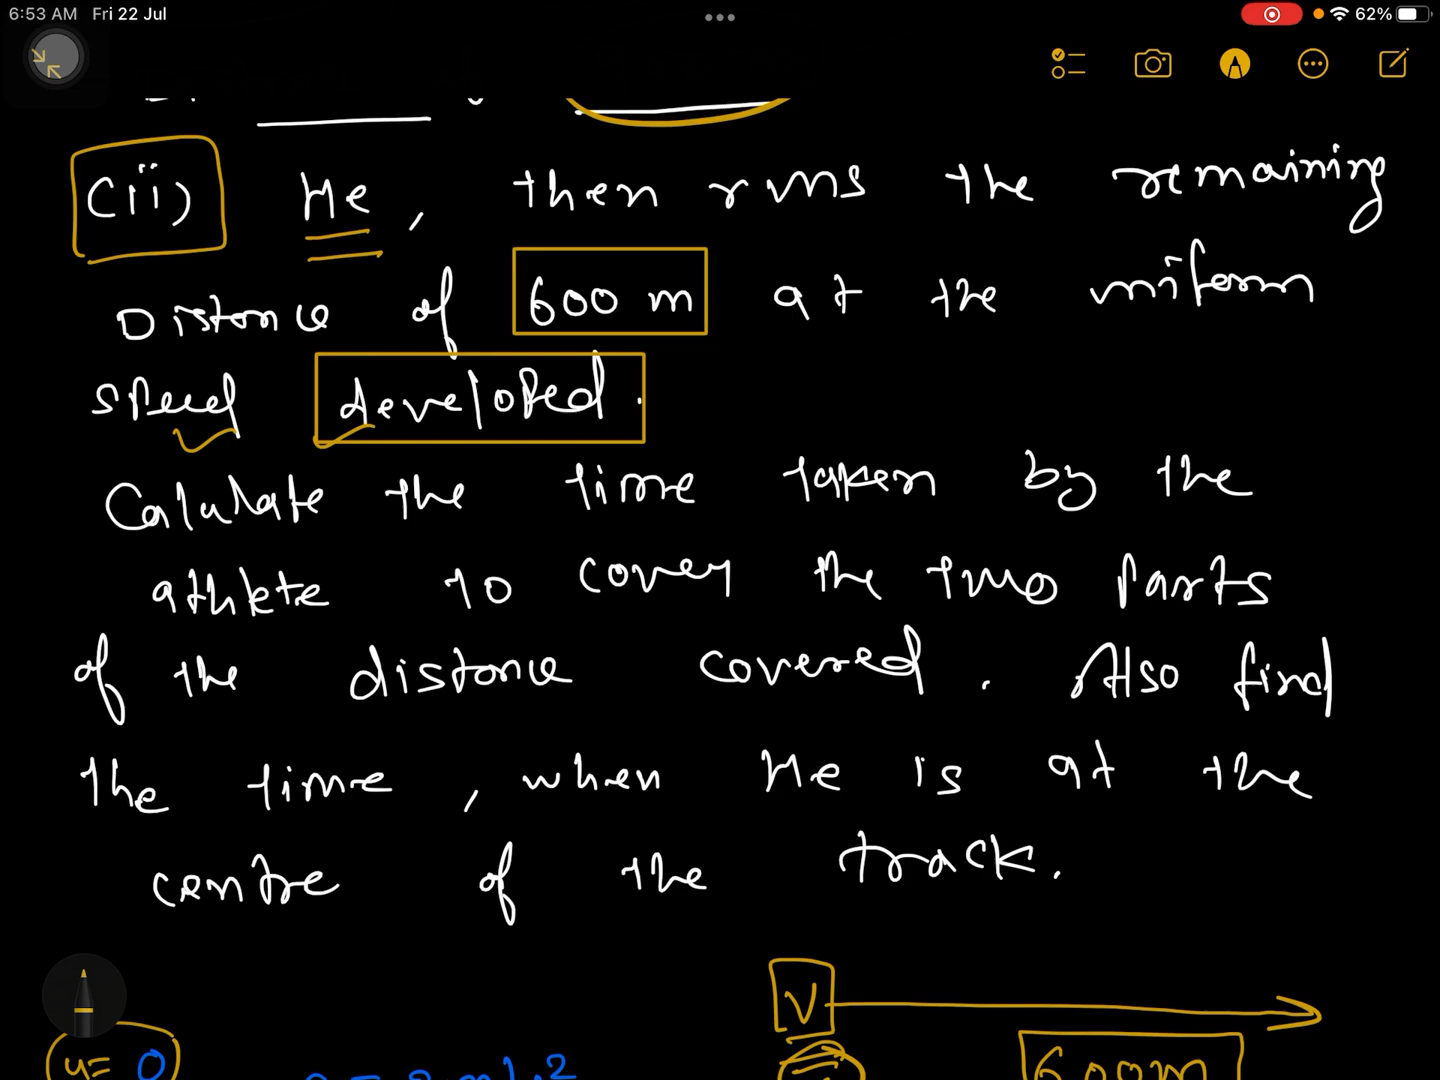 6:53 AM Fri 22 Jul
62%
(ii) He, then runs the remaining
Distance of 600 m at the uniform
speed developed.
Calculate the time taken by the
athlete to cover the two parts
of the distance covered. Also find
the time, when He is at the
centre of the track.
V
u= 0
600m